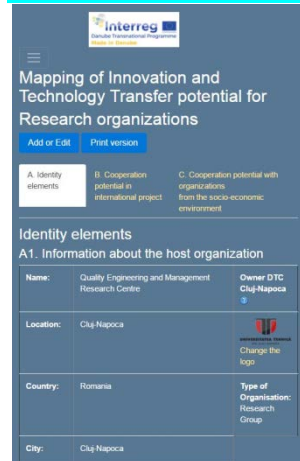 Interreg
Danube Transnational Programme
Made in Danube
Mapping of Innovation and
Technology Transfer potential for
Research organizations
Add or Edit Print version
A. Identity
elements
B. Cooperation
potential in
international project
C. Cooperation potential with
organizations
from the socio-economic
environment
Identity elements
A1. Information about the host organization
Name: Quality Engineering and Management
Research Centre
Owner DTC
Cluj-Napoca
Location: Cluj-Napoca
Change the
logo
Country: Romania
Type of
Organisation:
Research
Group
City: Cluj-Napoca